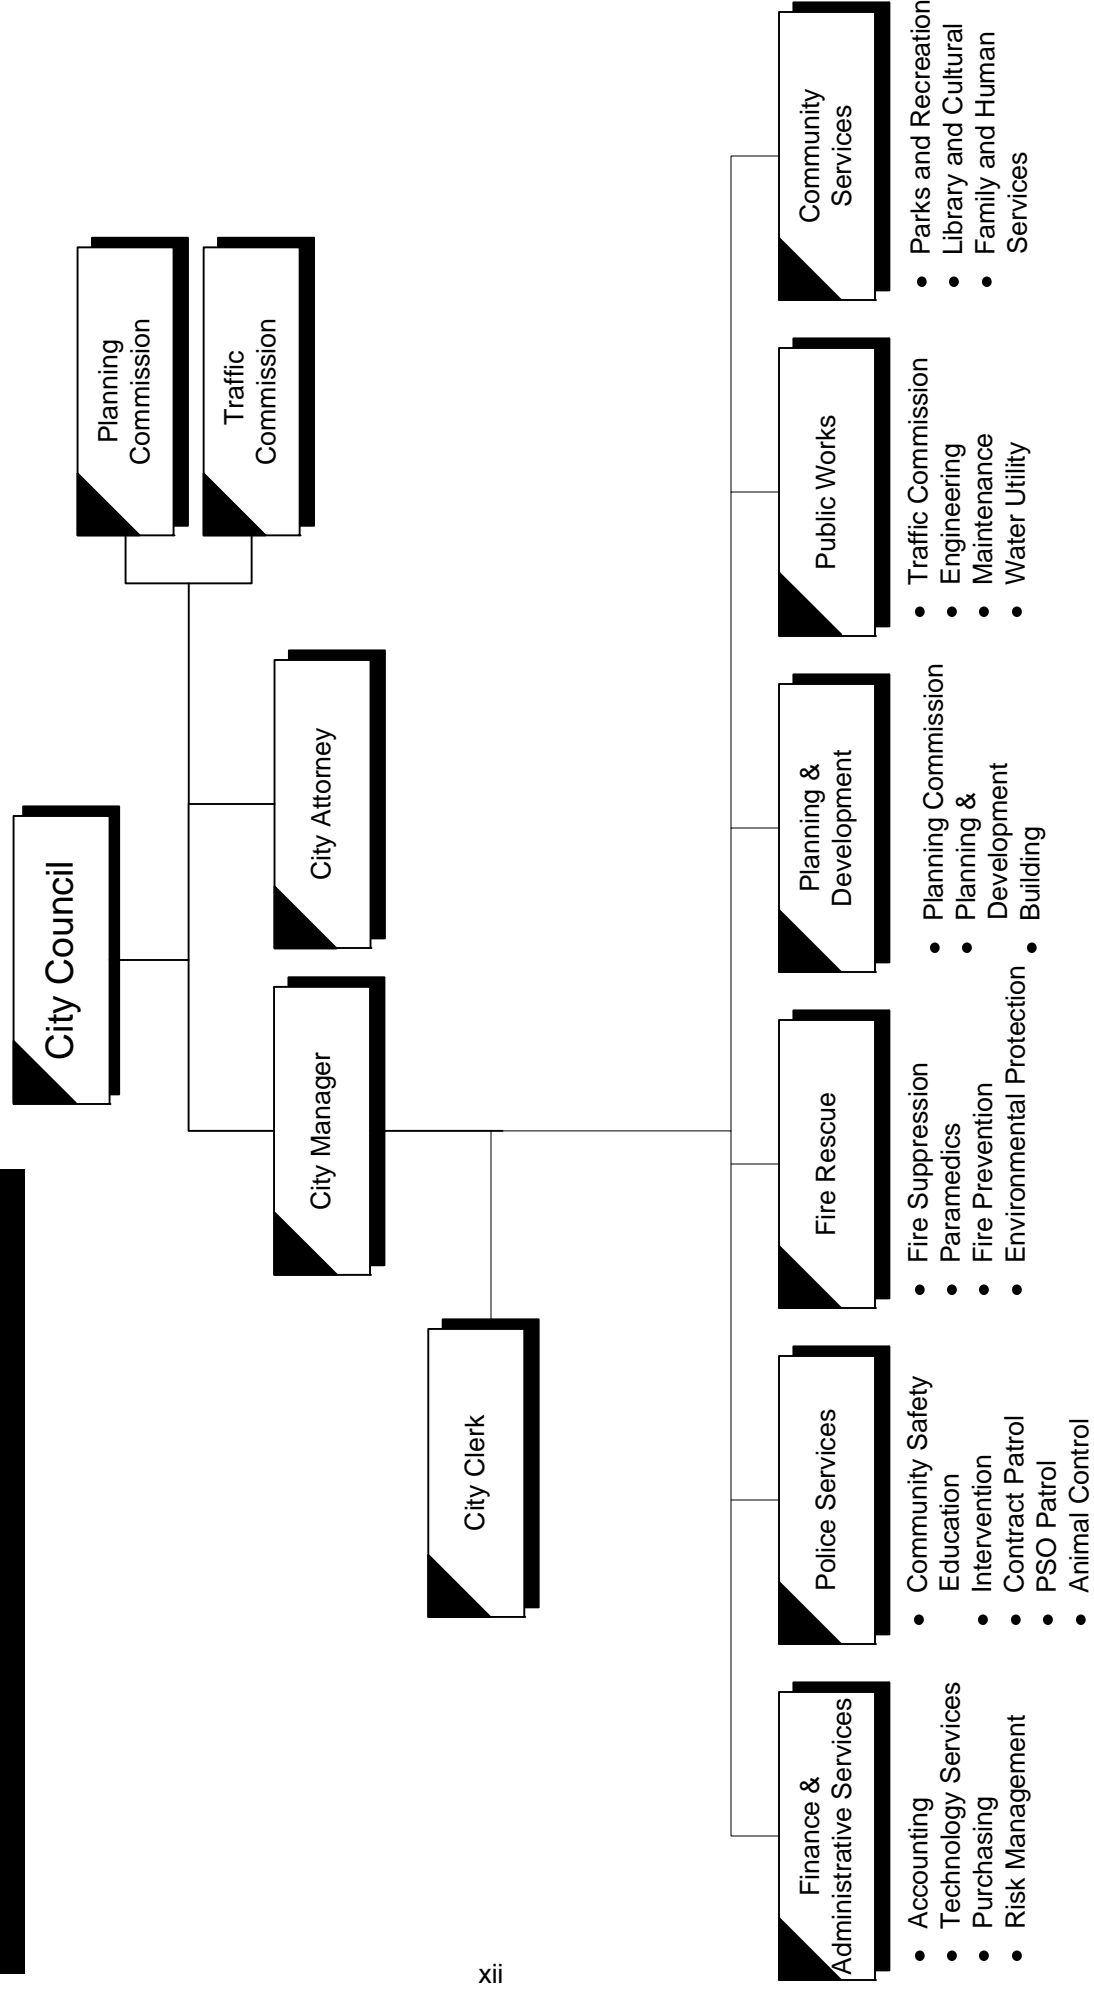 City Council
Planning
Commission
Traffic
Commission
City Manager
City Attorney
City Clerk
Finance &
Administrative Services
• Accounting
• Technology Services
• Purchasing
• Risk Management
Police Services
• Community Safety
Education
• Intervention
• Contract Patrol
• PSO Patrol
• Animal Control
Fire Rescue
• Fire Suppression
• Paramedics
• Fire Prevention
• Environmental Protection
Planning &
Development
• Planning Commission
• Planning &
Development
• Building
Public Works
• Traffic Commission
• Engineering
• Maintenance
• Water Utility
Community
Services
• Parks and Recreation
• Library and Cultural
• Family and Human
Services
xii